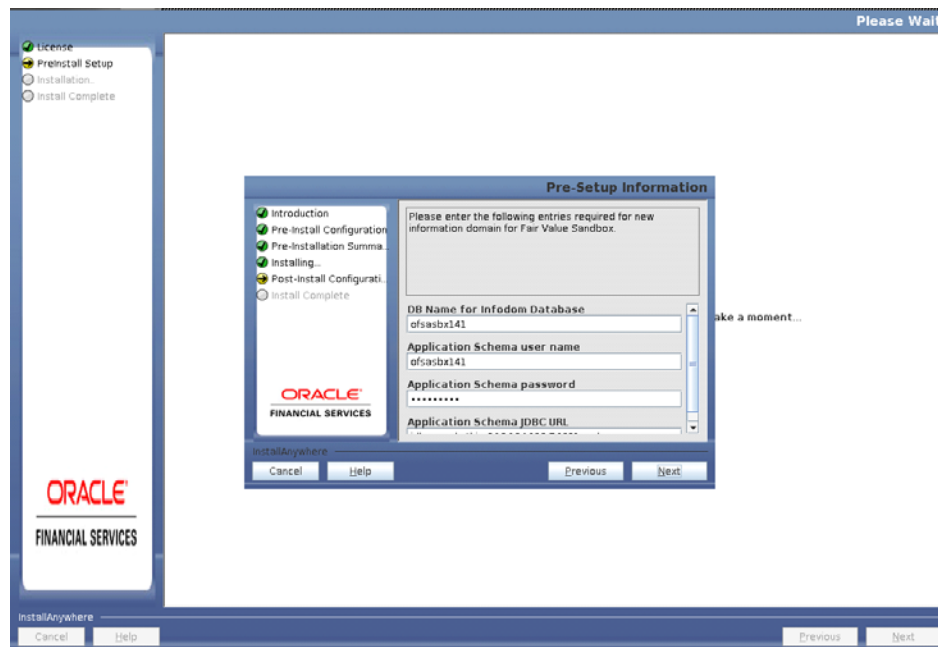 Please Wait
License
PreInstall Setup
Installation.
Install Complete
Pre-Setup Information
Introduction
Pre-Install Configuration
Pre-Installation Summa..
Installing...
Post-Install Configurati..
Install Complete
Please enter the following entries required for new
information domain for Fair Value Sandbox.
DB Name for Infodom Database
ofsasbx141
Application Schema user name
ofsasbx141
Application Schema password
•••••••••
Application Schema JDBC URL
ake a moment...
ORACLE
FINANCIAL SERVICES
InstallAnywhere
Cancel
Help
Previous
Next
ORACLE
FINANCIAL SERVICES
InstallAnywhere
Cancel
Help
Previous
Next